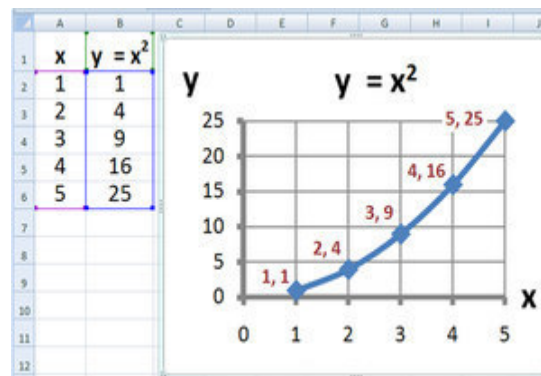 A B C D E F G H I J
1 x y = x²
2 1 1
3 2 4
4 3 9
5 4 16
6 5 25
7
8
9
10
11
12
y y = x²
25
20
15
10
5
0
5, 25
4, 16
3, 9
2, 4
1, 1
x
0 1 2 3 4 5